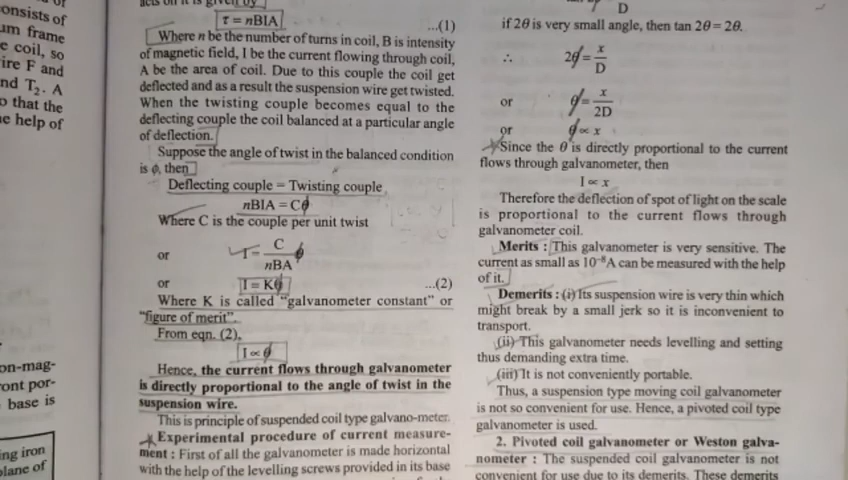 onsists of
um frame
e coil, so
ire F and
nd T₂. A
o that the
e help of
on-mag-
ront por-
base is
ing iron
plane of
acts on it is given by
τ = nBIA ...(1)
Where n be the number of turns in coil, B is intensity
of magnetic field, I be the current flowing through coil,
A be the area of coil. Due to this couple the coil get
deflected and as a result the suspension wire get twisted.
When the twisting couple becomes equal to the
deflecting couple the coil balanced at a particular angle
of deflection.
Suppose the angle of twist in the balanced condition
is ϕ, then
Deflecting couple = Twisting couple
nBIA = Cϕ
Where C is the couple per unit twist
or I = C/nBA ϕ
or I = Kϕ ...(2)
Where K is called "galvanometer constant" or
"figure of merit".
From eqn. (2),
I ∝ ϕ
Hence, the current flows through galvanometer
is directly proportional to the angle of twist in the
suspension wire.
This is principle of suspended coil type galvano-meter.
Experimental procedure of current measure-
ment : First of all the galvanometer is made horizontal
with the help of the levelling screws provided in its base
D
if 2θ is very small angle, then tan 2θ = 2θ.
∴ 2ϕ = x/D
or ϕ = x/2D
or ϕ ∝ x
Since the θ is directly proportional to the current
flows through galvanometer, then
I ∝ x
Therefore the deflection of spot of light on the scale
is proportional to the current flows through
galvanometer coil.
Merits : This galvanometer is very sensitive. The
current as small as 10⁻⁸A can be measured with the help
of it.
Demerits : (i) Its suspension wire is very thin which
might break by a small jerk so it is inconvenient to
transport.
(ii) This galvanometer needs levelling and setting
thus demanding extra time.
(iii) It is not conveniently portable.
Thus, a suspension type moving coil galvanometer
is not so convenient for use. Hence, a pivoted coil type
galvanometer is used.
2. Pivoted coil galvanometer or Weston galva-
nometer : The suspended coil galvanometer is not
convenient for use due to its demerits. These demerits